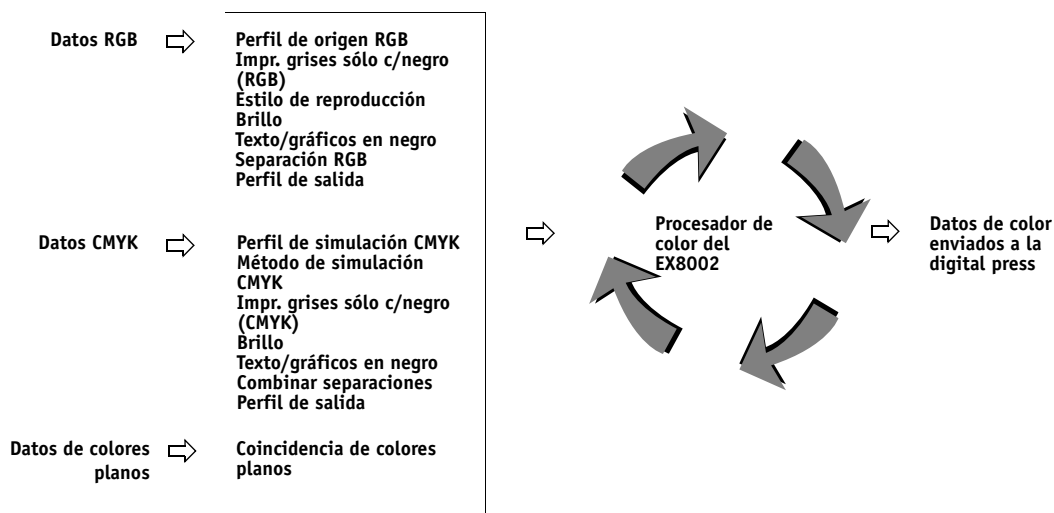 Datos RGB
Perfil de origen RGB
Impr. grises sólo c/negro
(RGB)
Estilo de reproducción
Brillo
Texto/gráficos en negro
Separación RGB
Perfil de salida
Datos CMYK
Perfil de simulación CMYK
Método de simulación
CMYK
Impr. grises sólo c/negro
(CMYK)
Brillo
Texto/gráficos en negro
Combinar separaciones
Perfil de salida
Datos de colores
planos
Coincidencia de colores
planos
Procesador de
color del
EX8002
Datos de color
enviados a la
digital press